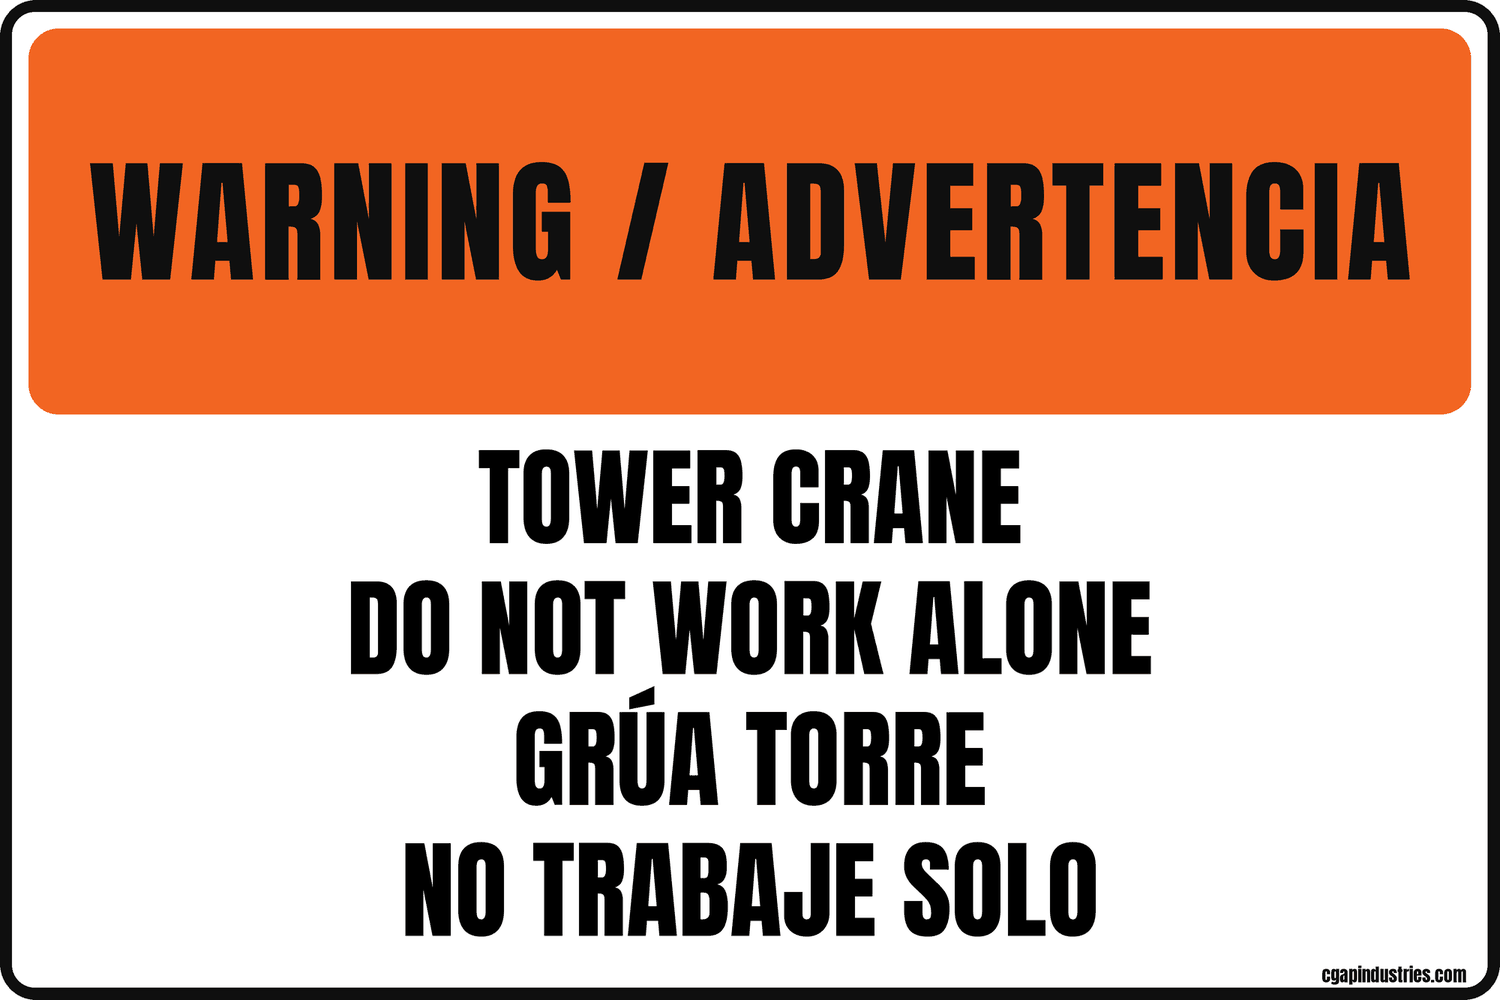 WARNING / ADVERTENCIA
TOWER CRANE
DO NOT WORK ALONE
GRÚA TORRE
NO TRABAJE SOLO
cgapindustries.com